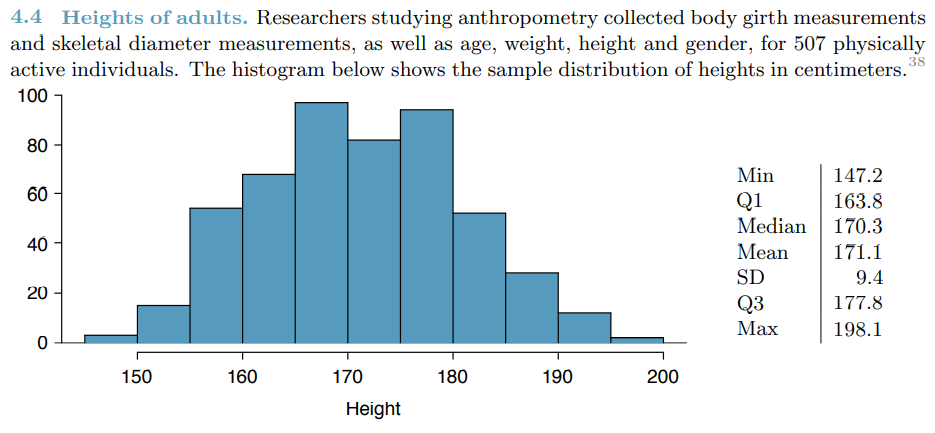 4.4 Heights of adults. Researchers studying anthropometry collected body girth measurements
and skeletal diameter measurements, as well as age, weight, height and gender, for 507 physically
active individuals. The histogram below shows the sample distribution of heights in centimeters.38
100
80
60
40
20
0
150 160 170 180 190 200
Height
Min 147.2
Q1 163.8
Median 170.3
Mean 171.1
SD 9.4
Q3 177.8
Max 198.1